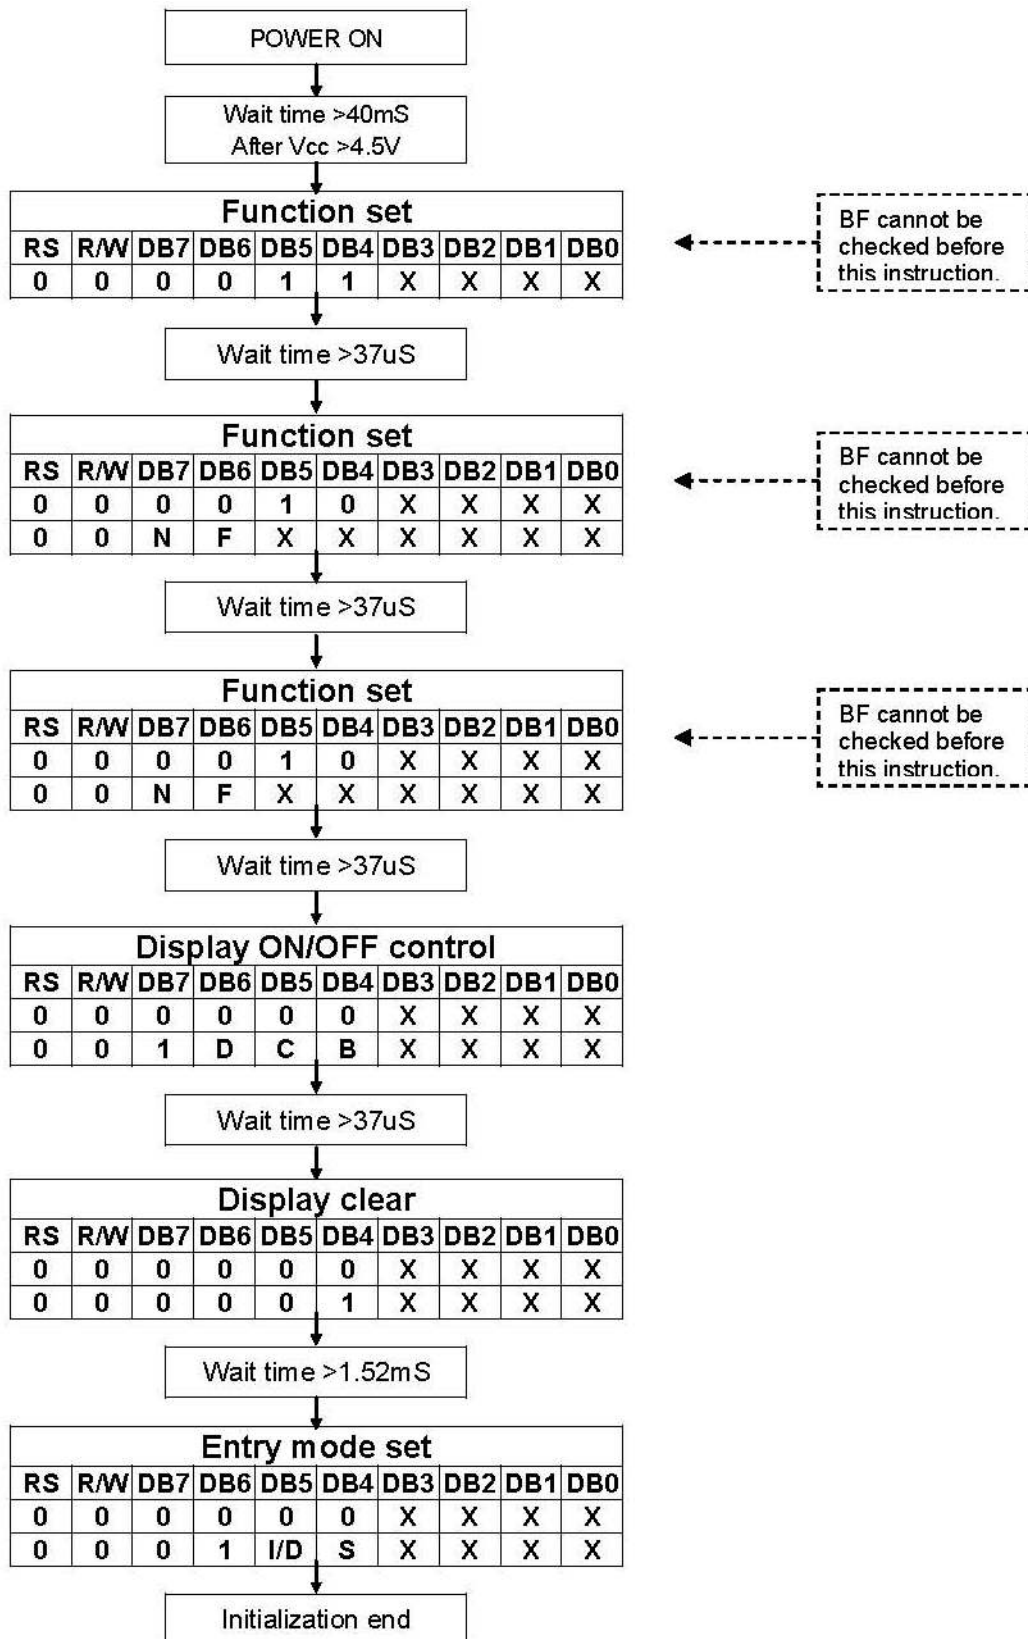 POWER ON
Wait time >40mS
After Vcc >4.5V
Function set
RS R/W DB7 DB6 DB5 DB4 DB3 DB2 DB1 DB0
0 0 0 0 1 1 X X X X
BF cannot be
checked before
this instruction.
Wait time >37uS
Function set
RS R/W DB7 DB6 DB5 DB4 DB3 DB2 DB1 DB0
0 0 0 0 1 0 X X X X
0 0 N F X X X X X X
BF cannot be
checked before
this instruction.
Wait time >37uS
Function set
RS R/W DB7 DB6 DB5 DB4 DB3 DB2 DB1 DB0
0 0 0 0 1 0 X X X X
0 0 N F X X X X X X
BF cannot be
checked before
this instruction.
Wait time >37uS
Display ON/OFF control
RS R/W DB7 DB6 DB5 DB4 DB3 DB2 DB1 DB0
0 0 0 0 0 0 X X X X
0 0 1 D C B X X X X
Wait time >37uS
Display clear
RS R/W DB7 DB6 DB5 DB4 DB3 DB2 DB1 DB0
0 0 0 0 0 0 X X X X
0 0 0 0 0 1 X X X X
Wait time >1.52mS
Entry mode set
RS R/W DB7 DB6 DB5 DB4 DB3 DB2 DB1 DB0
0 0 0 0 0 0 X X X X
0 0 0 1 I/D S X X X X
Initialization end